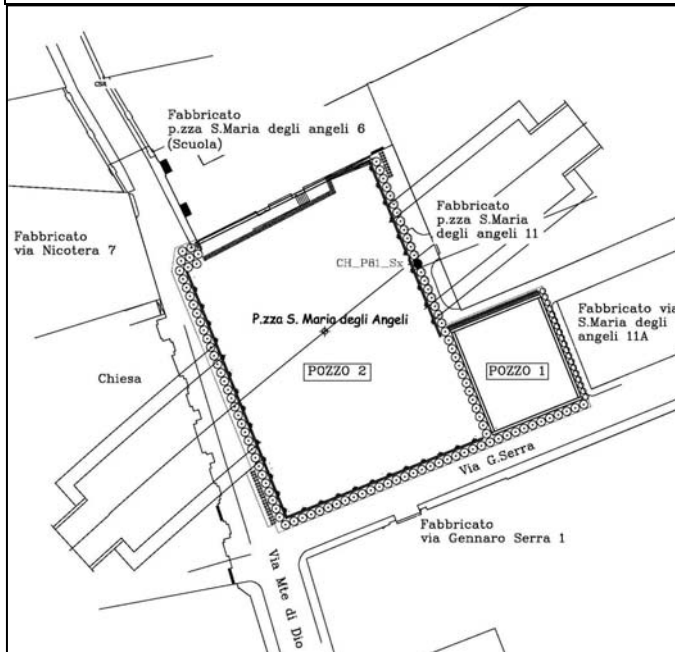 Fabbricato
p.zza S.Maria degli angeli 6
(Scuola)
Fabbricato
via Nicotera 7
Fabbricato
p.zza S.Maria
degli angeli 11
CH_P81_Sx
P.zza S. Maria degli Angeli
Fabbricato via
S.Maria degli
angeli 11A
Chiesa
POZZO 2
POZZO 1
Via G.Serra
Fabbricato
via Gennaro Serra 1
Via Mte di Dio